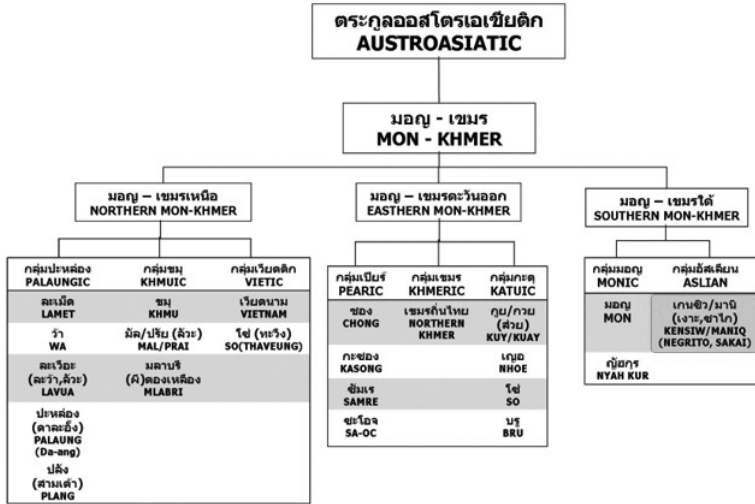 ตระกูลออสโตรเอเชียติก
AUSTROASIATIC
มอญ - เขมร
MON - KHMER
มอญ – เขมรเหนือ
NORTHERN MON-KHMER
มอญ – เขมรตะวันออก
EASTHERN MON-KHMER
มอญ – เขมรใต้
SOUTHERN MON-KHMER
กลุ่มปะหล่อง
PALAUNGIC
ละเม็ด
LAMET
ว้า
WA
ละเวือะ
(ละว้า,ลัวะ)
LAVUA
ปะหล่อง
(ดาละอั้ง)
PALAUNG
(Da-ang)
ปลัง
(สามเต้า)
PLANG
กลุ่มขมุ
KHMUIC
ขมุ
KHMU
มัล/ปรัย (ลัวะ)
MAL/PRAI
มลาบรี
(ผี)ตองเหลือง
MLABRI
กลุ่มเวียตติก
VIETIC
เวียดนาม
VIETNAM
โซ่ (ทะวืง)
SO(THAVEUNG)
กลุ่มเปียร์
PEARIC
ชอง
CHONG
กะซอง
KASONG
ซัมเร
SAMRE
ชะโอจ
SA-OC
กลุ่มเขมร
KHMERIC
เขมรถิ่นไทย
NORTHERN
KHMER
กลุ่มกะตุ
KATUIC
กูย/กวย
(ส่วย)
KUY/KUAY
เญอ
NHOE
โซ่
SO
บรู
BRU
กลุ่มมอญ
MONIC
มอญ
MON
ญัฮกุร
NYAH KUR
กลุ่มอัสเลียน
ASLIAN
เกนซิว/มานิ
(เงาะ,ซาไก)
KENSIW/MANIQ
(NEGRITO, SAKAI)